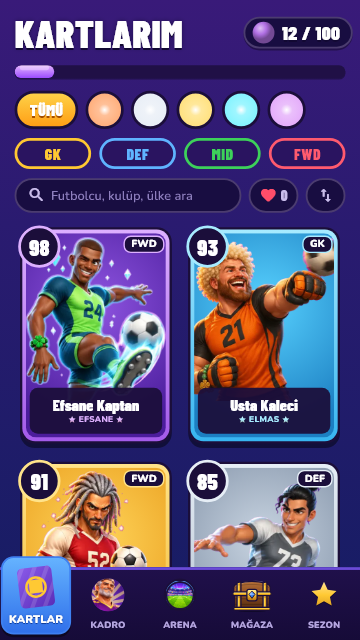 KARTLARIM
12 / 100
TÜMÜ
GK
DEF
MID
FWD
Futbolcu, kulüp, ülke ara
0
98
FWD
24
Efsane Kaptan
★ EFSANE ★
93
GK
21
Usta Kaleci
★ ELMAS ★
91
FWD
52
85
DEF
72
KARTLAR
KADRO
ARENA
MAĞAZA
SEZON